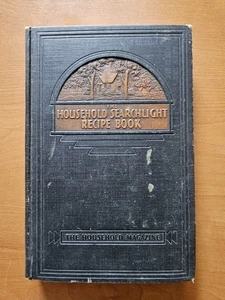 HOUSEHOLD SEARCHLIGHT
RECIPE BOOK
THE HOUSEHOLD MAGAZINE